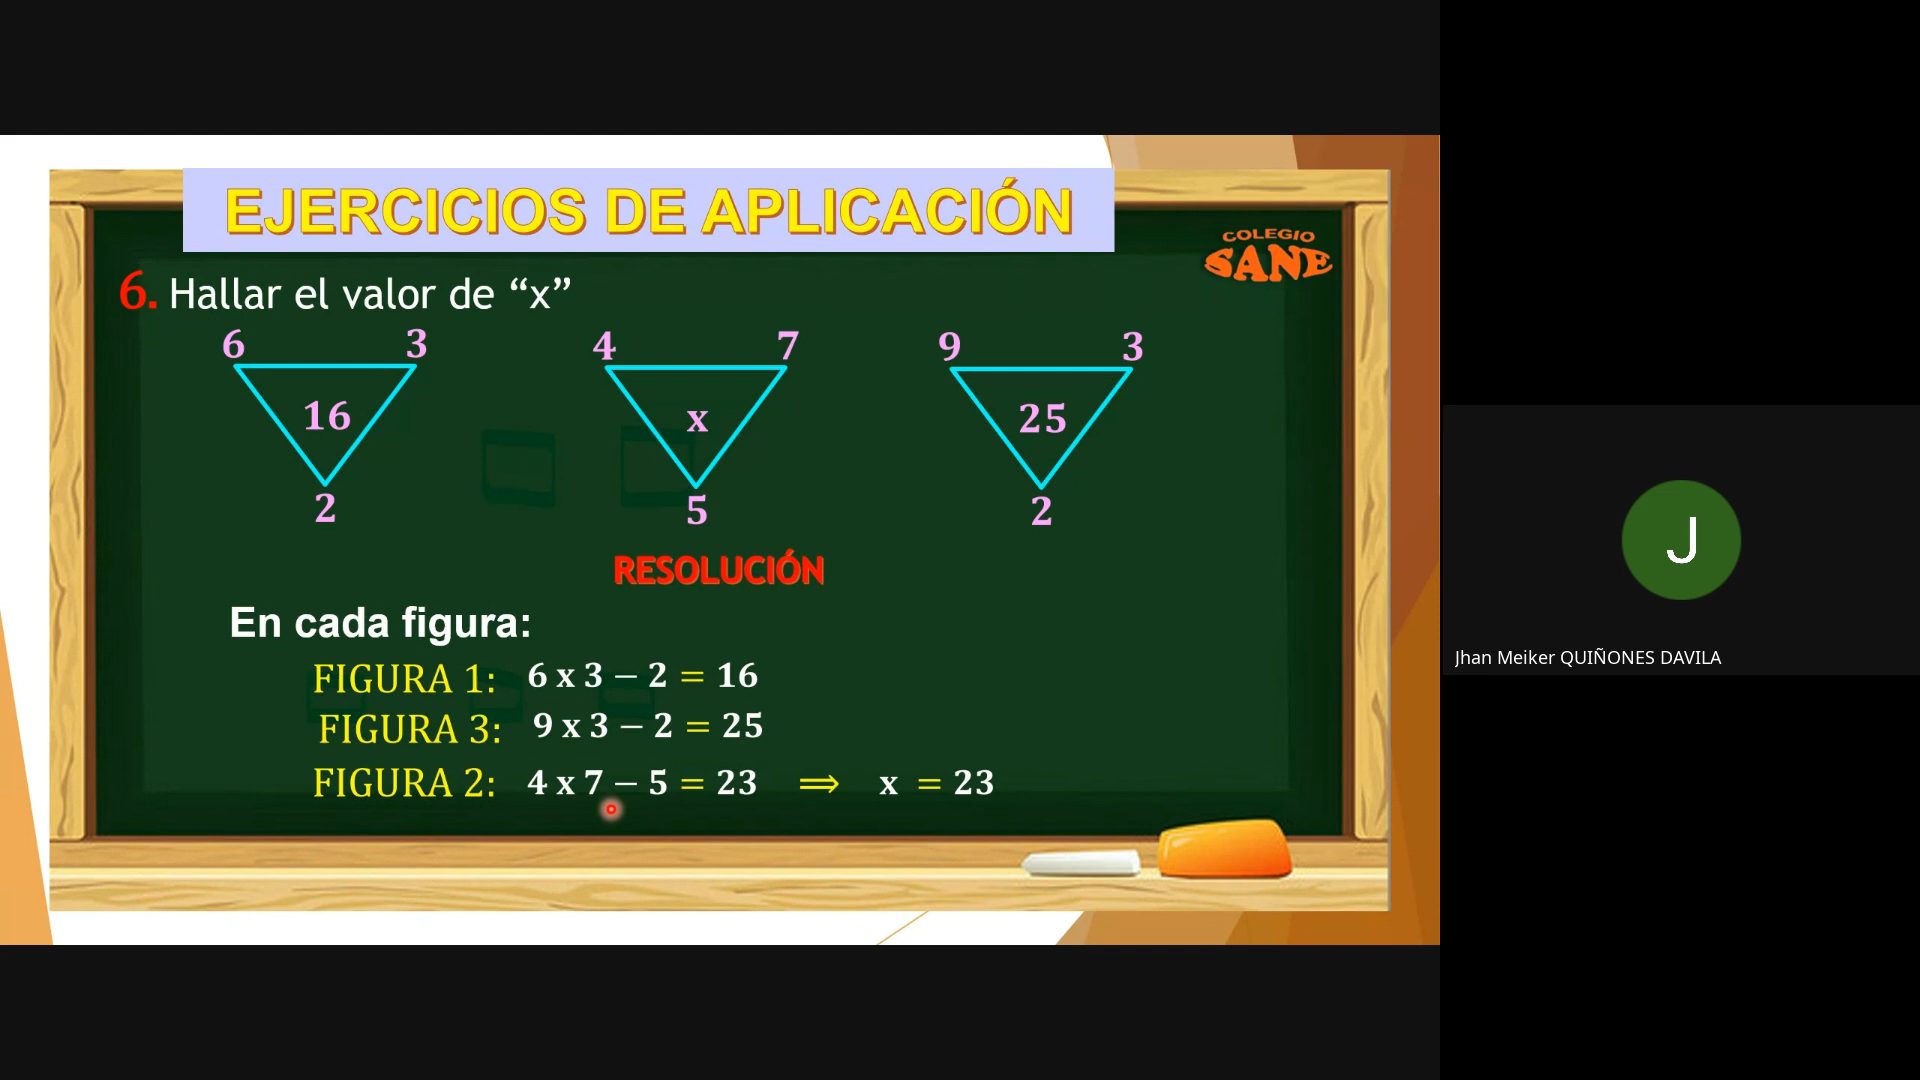 EJERCICIOS DE APLICACIÓN
COLEGIO
SANE
6. Hallar el valor de “x”
6 3 4 7 9 3
16 x 25
2 5 2
RESOLUCIÓN
En cada figura:
FIGURA 1: 6 x 3 − 2 = 16
FIGURA 3: 9 x 3 − 2 = 25
FIGURA 2: 4 x 7 − 5 = 23 ⟹ x = 23
J
Jhan Meiker QUIÑONES DAVILA